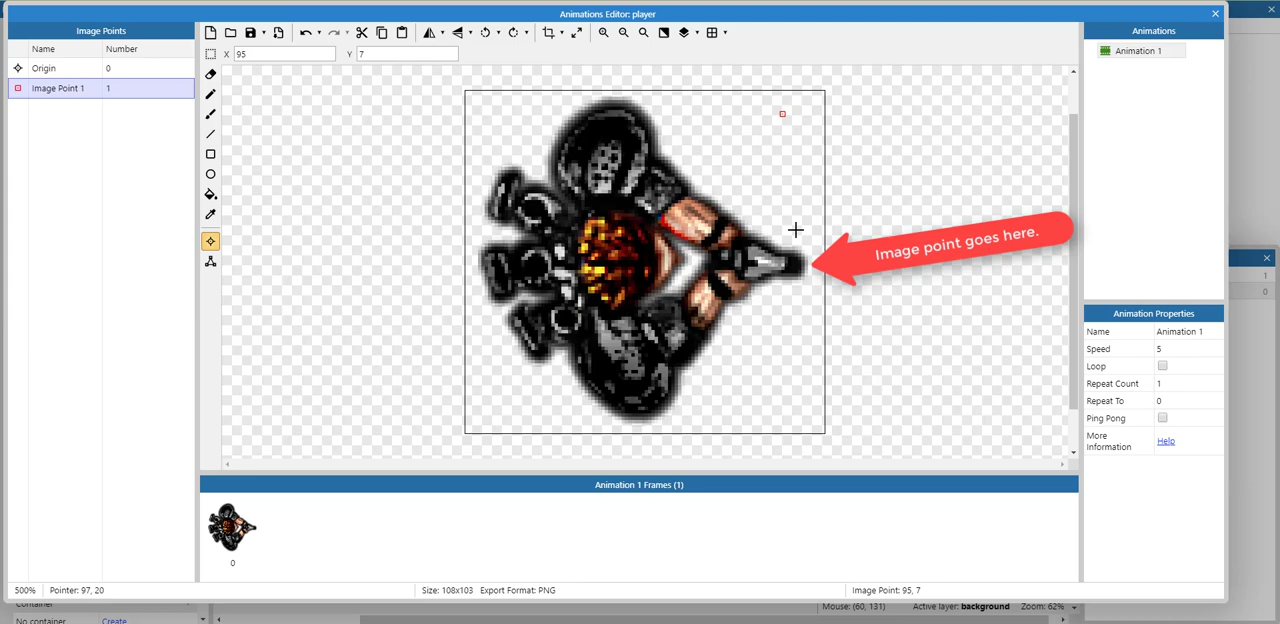 Animations Editor: player
Image Points
Name Number
Origin 0
Image Point 1 1
X 95 Y 7
Image point goes here.
Animations
Animation 1
Animation Properties
Name Animation 1
Speed 5
Loop
Repeat Count 1
Repeat To 0
Ping Pong
More
Information Help
1
0
Animation 1 Frames (1)
0
500% Pointer: 97, 20 Size: 108x103 Export Format: PNG Image Point: 95, 7
Container
Mouse: (60, 131) Active layer: background Zoom: 62%
No container Create